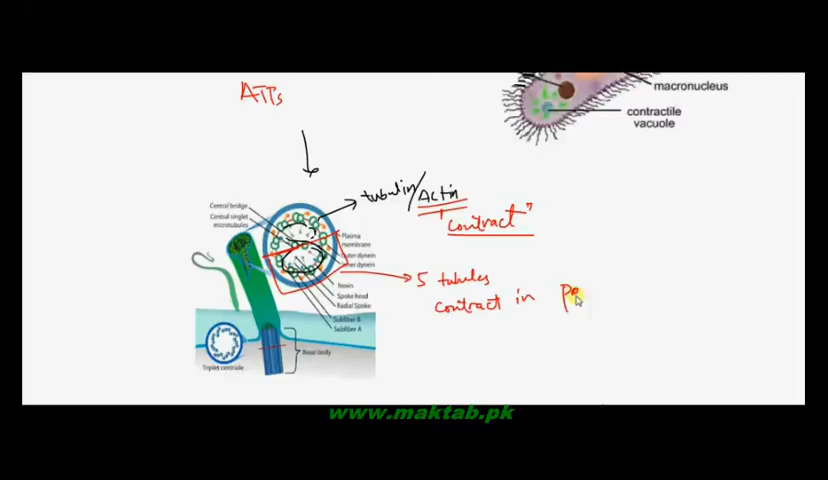 macronucleus
contractile
vacuole
ATPs
tubulin/Actin
"contract"
Central bridge
Central singlet
microtubules
Plasma
membrane
Outer dynein
Inner dynein
Nexin
Spoke head
Radial Spoke
Subfiber B
Subfiber A
5 tubules
contract in
Basal body
Triplet centriole
www.maktab.pk